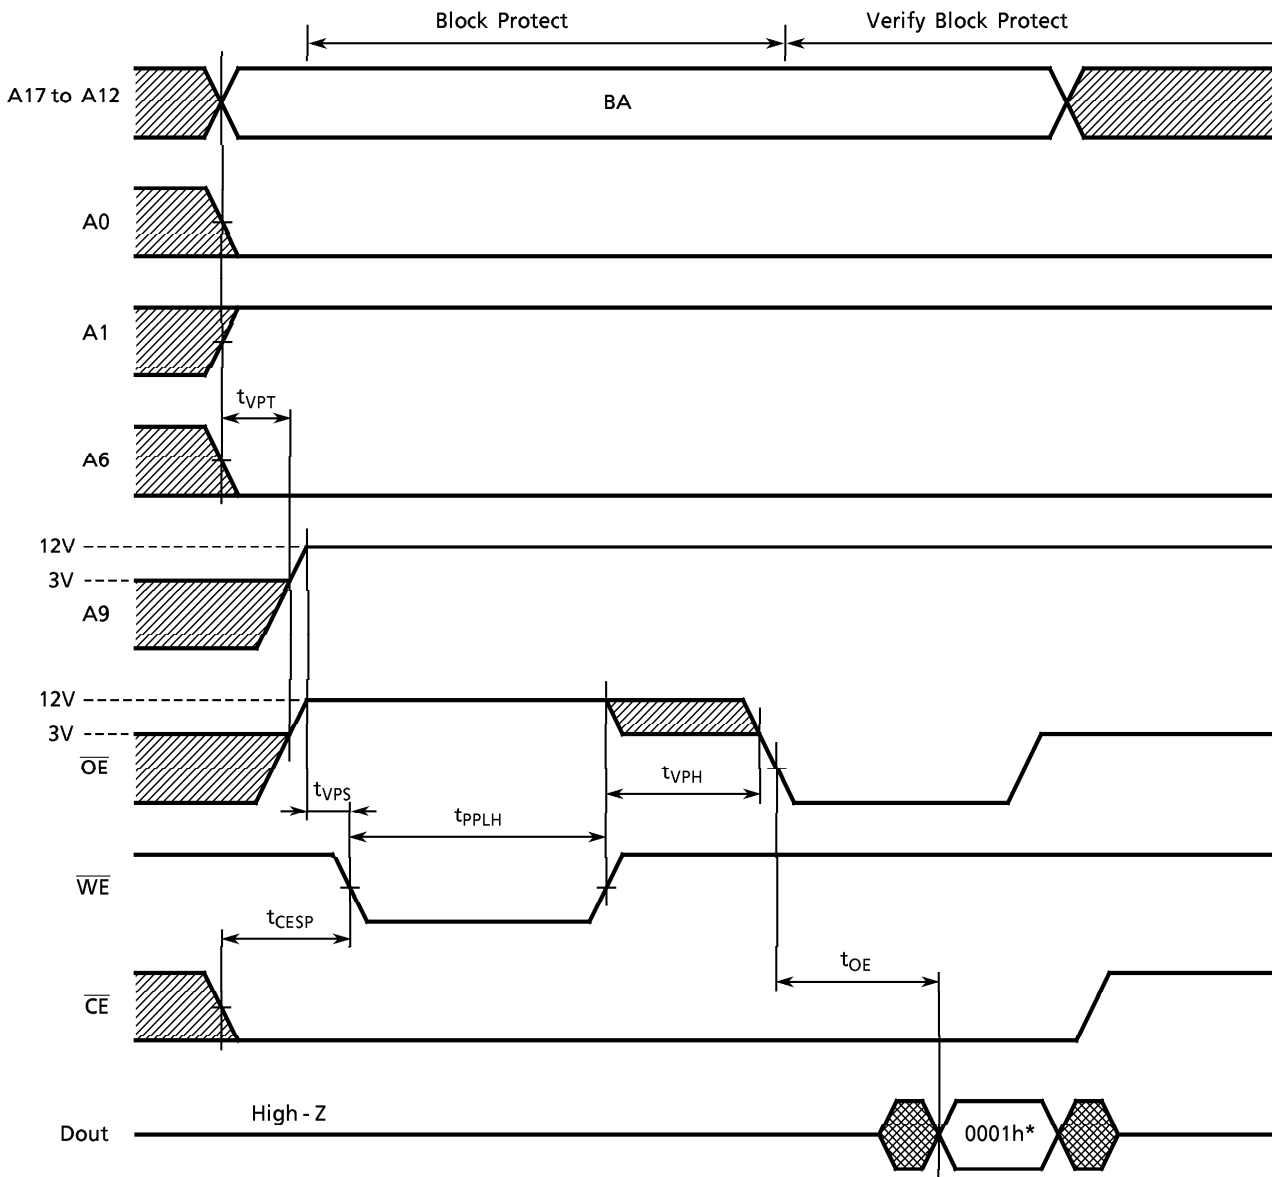 Block Protect
Verify Block Protect
A17 to A12
BA
A0
A1
tVPT
A6
12V
3V
A9
12V
3V
OE
tVPS
tVPH
tPPLH
WE
tCESP
tOE
CE
High - Z
Dout
0001h*